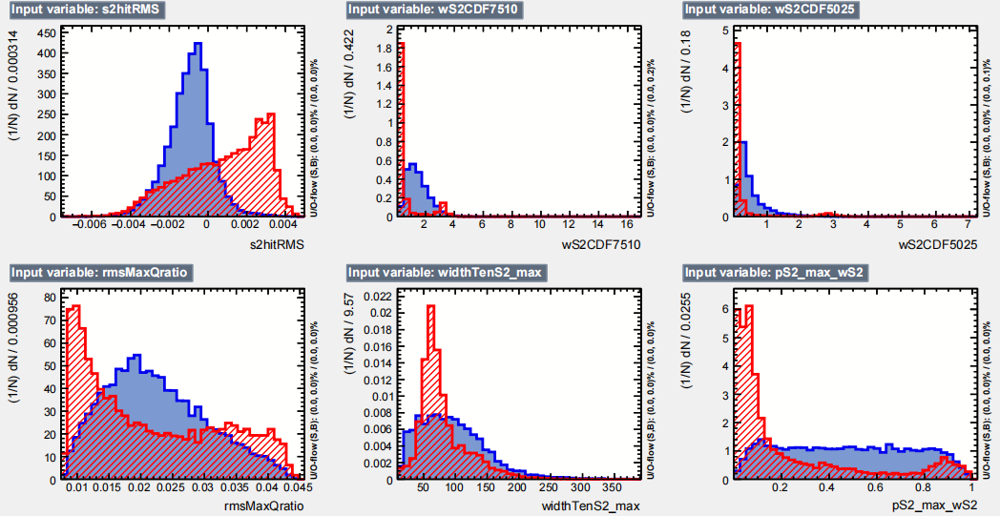 Input variable: s2hitRMS
(1/N) dN / 0.000314
450
400
350
300
250
200
150
100
50
0
-0.006 -0.004 -0.002 0 0.002 0.004
s2hitRMS
U/O-flow (S,B): (0.0, 0.0)% / (0.0, 0.0)%
Input variable: wS2CDF7510
(1/N) dN / 0.422
2
1.8
1.6
1.4
1.2
1
0.8
0.6
0.4
0.2
0
2 4 6 8 10 12 14 16
wS2CDF7510
U/O-flow (S,B): (0.0, 0.0)% / (0.0, 0.2)%
Input variable: wS2CDF5025
(1/N) dN / 0.18
5
4
3
2
1
0
1 2 3 4 5 6 7
wS2CDF5025
U/O-flow (S,B): (0.0, 0.0)% / (0.0, 0.1)%
Input variable: rmsMaxQratio
(1/N) dN / 0.000956
80
70
60
50
40
30
20
10
0
0.01 0.015 0.02 0.025 0.03 0.035 0.04 0.045
rmsMaxQratio
U/O-flow (S,B): (0.0, 0.0)% / (0.0, 0.0)%
Input variable: widthTenS2_max
(1/N) dN / 9.57
0.022
0.02
0.018
0.016
0.014
0.012
0.01
0.008
0.006
0.004
0.002
0
50 100 150 200 250 300 350
widthTenS2_max
U/O-flow (S,B): (0.0, 0.0)% / (0.0, 0.0)%
Input variable: pS2_max_wS2
(1/N) dN / 0.0255
6
5
4
3
2
1
0
0.2 0.4 0.6 0.8 1
pS2_max_wS2
U/O-flow (S,B): (0.0, 0.0)% / (0.0, 0.0)%